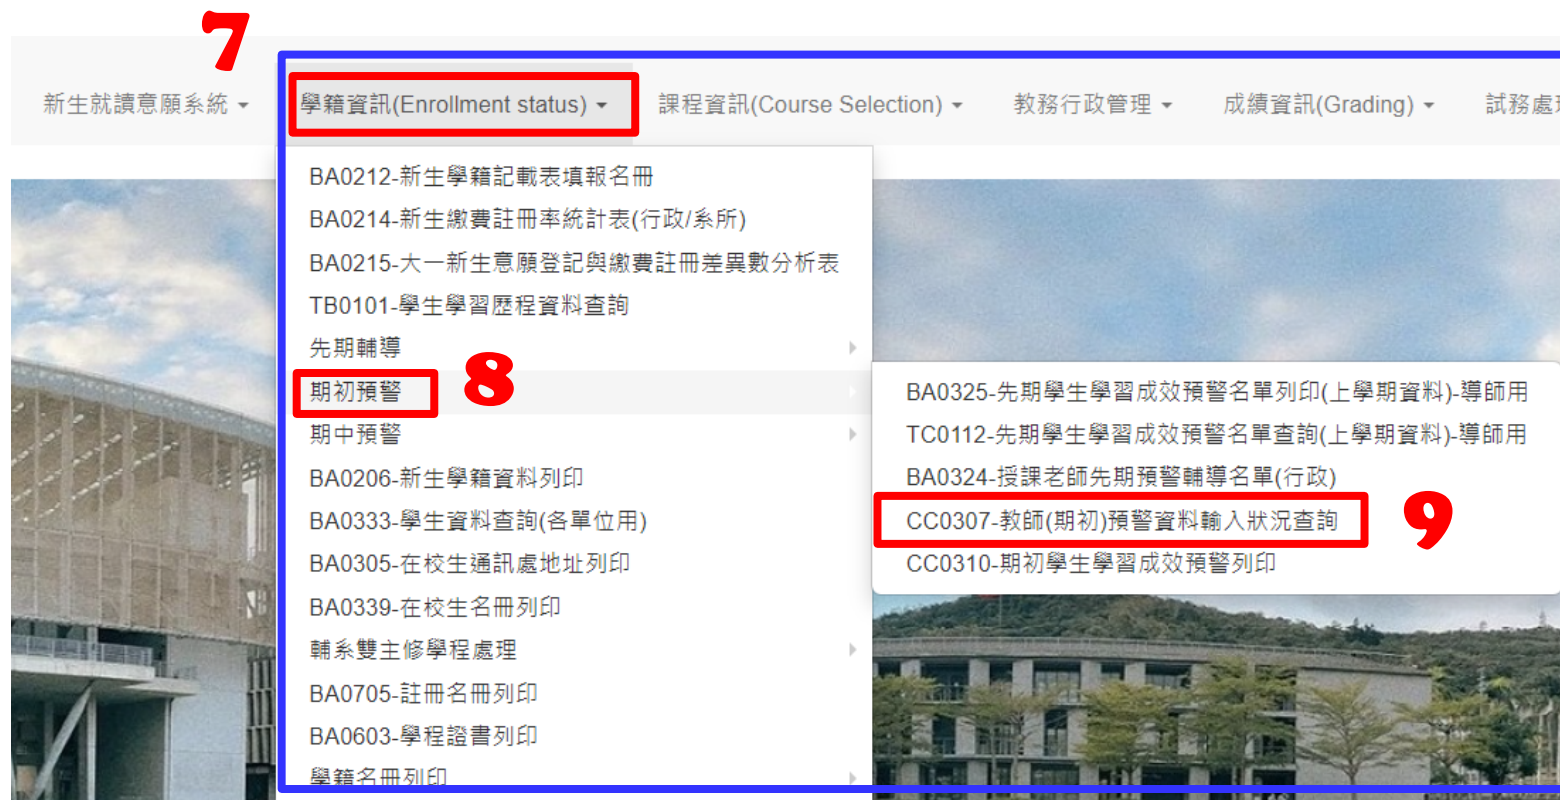 7
新生就讀意願系統 學籍資訊(Enrollment status) 課程資訊(Course Selection) 教務行政管理 成績資訊(Grading) 試務處理
BA0212-新生學籍記載表填報名冊
BA0214-新生繳費註冊率統計表(行政/系所)
BA0215-大一新生意願登記與繳費註冊差異數分析表
TB0101-學生學習歷程資料查詢
先期輔導
期初預警
8
期中預警
BA0206-新生學籍資料列印
BA0333-學生資料查詢(各單位用)
BA0305-在校生通訊處地址列印
BA0339-在校生名冊列印
輔系雙主修學程處理
BA0705-註冊名冊列印
BA0603-學程證書列印
學籍名冊列印
BA0325-先期學生學習成效預警名單列印(上學期資料)-導師用
TC0112-先期學生學習成效預警名單查詢(上學期資料)-導師用
BA0324-授課老師先期預警輔導名單(行政)
CC0307-教師(期初)預警資料輸入狀況查詢
9
CC0310-期初學生學習成效預警列印